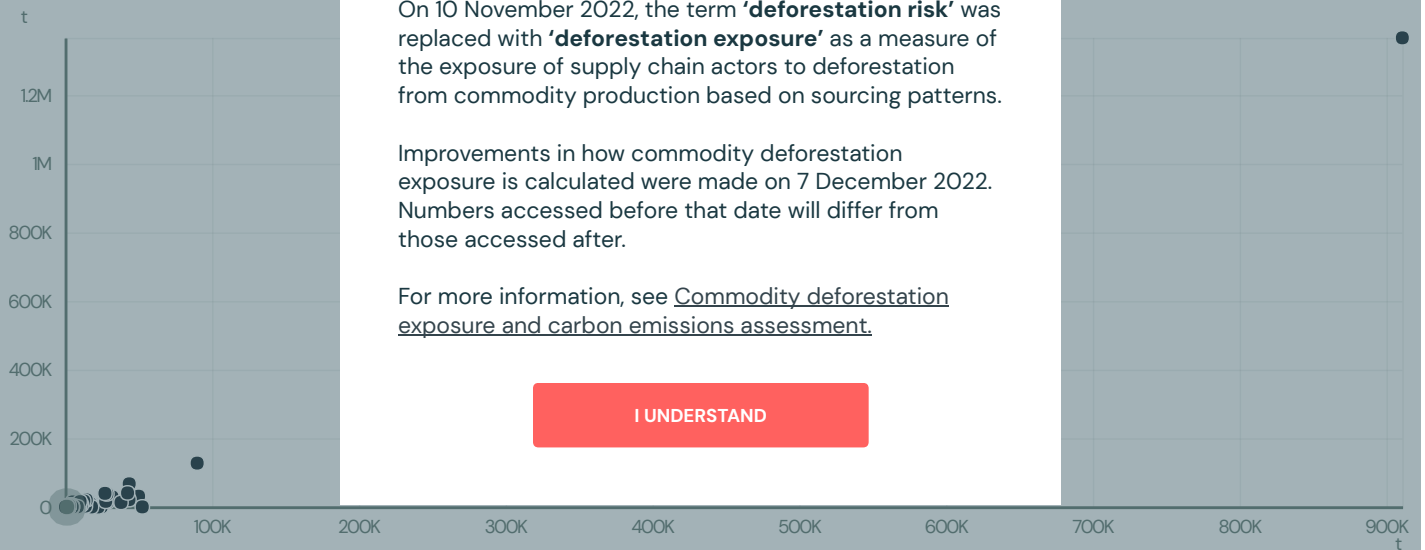 On 10 November 2022, the term ‘deforestation risk’ was
replaced with ‘deforestation exposure’ as a measure of
the exposure of supply chain actors to deforestation
from commodity production based on sourcing patterns.
Improvements in how commodity deforestation
exposure is calculated were made on 7 December 2022.
Numbers accessed before that date will differ from
those accessed after.
For more information, see Commodity deforestation
exposure and carbon emissions assessment.
I UNDERSTAND
t
1.2M
1M
800K
600K
400K
200K
0
100K 200K 300K 400K 500K 600K 700K 800K 900K
t